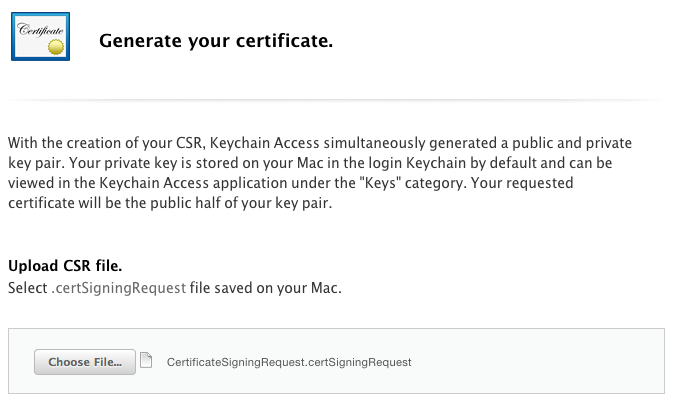 Certificate
Generate your certificate.
With the creation of your CSR, Keychain Access simultaneously generated a public and private
key pair. Your private key is stored on your Mac in the login Keychain by default and can be
viewed in the Keychain Access application under the "Keys" category. Your requested
certificate will be the public half of your key pair.
Upload CSR file.
Select .certSigningRequest file saved on your Mac.
Choose File... CertificateSigningRequest.certSigningRequest